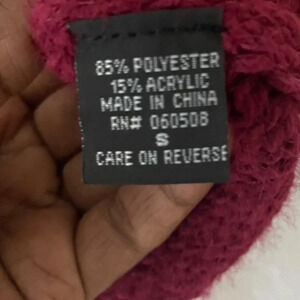 85% POLYESTER
15% ACRYLIC
MADE IN CHINA
RN# 060508
S
CARE ON REVERSE